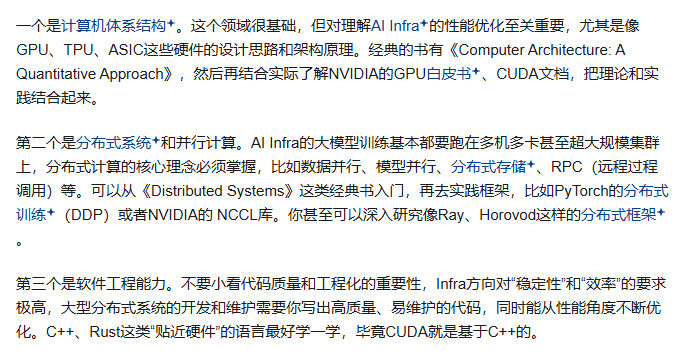 一个是计算机体系结构。这个领域很基础，但对理解AI Infra的性能优化至关重要，尤其是像
GPU、TPU、ASIC这些硬件的设计思路和架构原理。经典的书有《Computer Architecture: A
Quantitative Approach》，然后再结合实际了解NVIDIA的GPU白皮书、CUDA文档，把理论和实
践结合起来。
第二个是分布式系统和并行计算。AI Infra的大模型训练基本都要跑在多机多卡甚至超大规模集群
上，分布式计算的核心理念必须掌握，比如数据并行、模型并行、分布式存储、RPC（远程过程
调用）等。可以从《Distributed Systems》这类经典书入门，再去实践框架，比如PyTorch的分布式
训练（DDP）或者NVIDIA的 NCCL库。你甚至可以深入研究像Ray、Horovod这样的分布式框架
。
第三个是软件工程能力。不要小看代码质量和工程化的重要性，Infra方向对“稳定性”和“效率”的要求
极高，大型分布式系统的开发和维护需要你写出高质量、易维护的代码，同时能从性能角度不断优
化。C++、Rust这类“贴近硬件”的语言最好学一学，毕竟CUDA就是基于C++的。